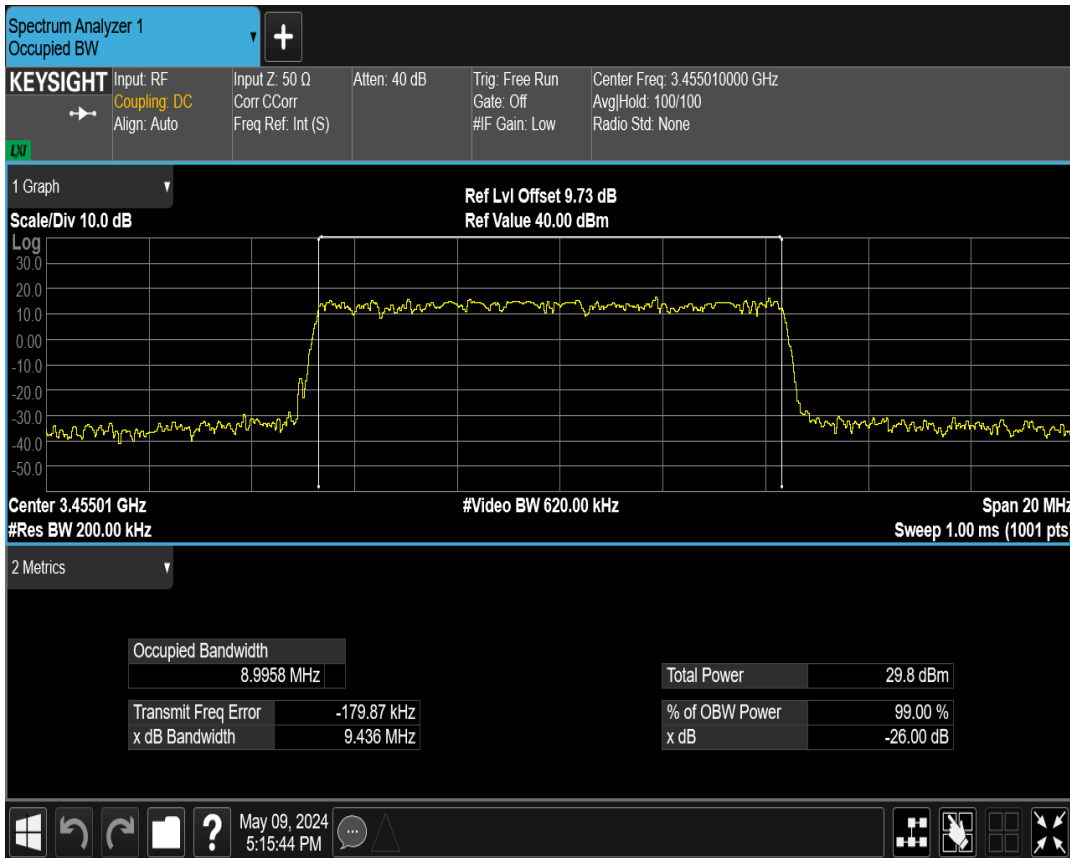 Spectrum Analyzer 1
Occupied BW
KEYSIGHT
LXI
Input: RF
Coupling: DC
Align: Auto
Input Z: 50 Ω
Corr CCorr
Freq Ref: Int (S)
Atten: 40 dB
Trig: Free Run
Gate: Off
#IF Gain: Low
Center Freq: 3.455010000 GHz
Avg|Hold: 100/100
Radio Std: None
1 Graph
Scale/Div 10.0 dB
Ref Lvl Offset 9.73 dB
Ref Value 40.00 dBm
Log
30.0
20.0
10.0
0.00
-10.0
-20.0
-30.0
-40.0
-50.0
Center 3.45501 GHz
#Video BW 620.00 kHz
Span 20 MHz
#Res BW 200.00 kHz
Sweep 1.00 ms (1001 pts)
2 Metrics
Occupied Bandwidth
8.9958 MHz
Total Power 29.8 dBm
Transmit Freq Error -179.87 kHz
% of OBW Power 99.00 %
x dB Bandwidth 9.436 MHz
x dB -26.00 dB
?
May 09, 2024
5:15:44 PM